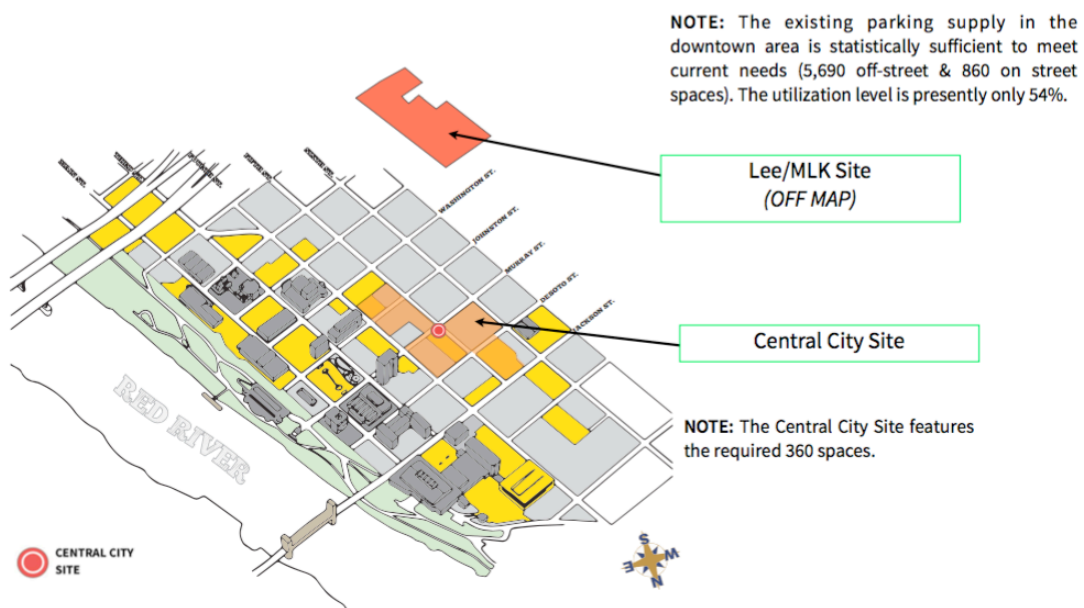 NOTE: The existing parking supply in the
downtown area is statistically sufficient to meet
current needs (5,690 off-street & 860 on street
spaces). The utilization level is presently only 54%.
Lee/MLK Site
(OFF MAP)
WASHINGTON ST.
JOHNSTON ST.
MURRAY ST.
DESOTO ST.
JACKSON ST.
Central City Site
NOTE: The Central City Site features
the required 360 spaces.
RED RIVER
CENTRAL CITY
SITE
S
W
E
N